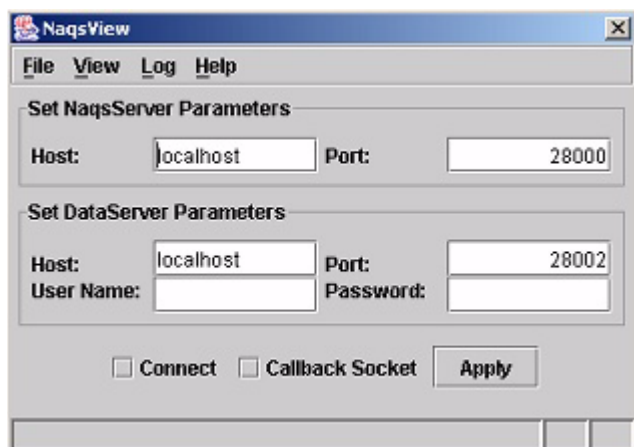 NaqsView
File View Log Help
Set NaqsServer Parameters
Host: localhost Port: 28000
Set DataServer Parameters
Host: localhost Port: 28002
User Name: Password:
Connect Callback Socket Apply